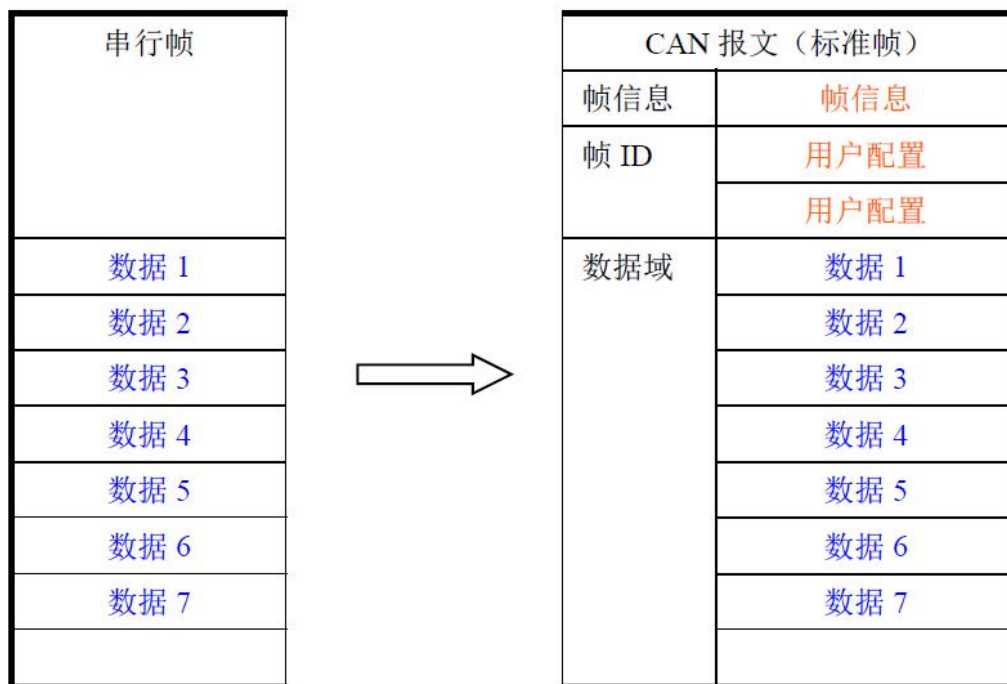 串行帧
数据 1
数据 2
数据 3
数据 4
数据 5
数据 6
数据 7
CAN 报文（标准帧）
帧信息 帧信息
帧 ID 用户配置
用户配置
数据域 数据 1
数据 2
数据 3
数据 4
数据 5
数据 6
数据 7